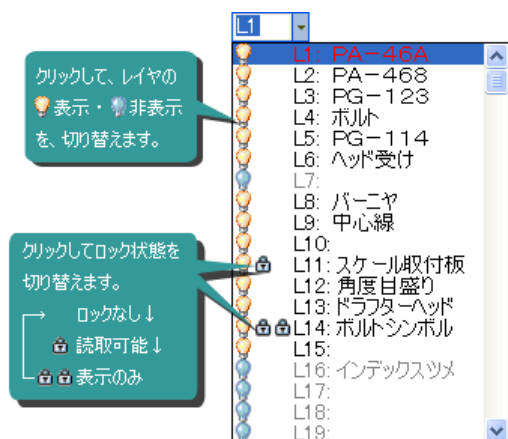 L1
クリックして、レイヤの
表示・非表示
を、切り替えます。
L1: PA−46A
L2: PA−468
L3: PG−123
L4: ボルト
L5: PG−114
L6: ヘッド受け
L7:
L8: バーニヤ
L9: 中心線
L10:
クリックしてロック状態を
切り替えます。
→ ロックなし↓
読取可能↓
表示のみ
L11: スケール取付板
L12: 角度目盛り
L13: ドラフターヘッド
L14: ボルトシンボル
L15:
L16: インデックスツメ
L17:
L18:
L19: